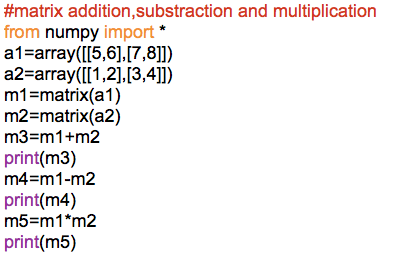 #matrix addition,substraction and multiplication
from numpy import *
a1=array([[5,6],[7,8]])
a2=array([[1,2],[3,4]])
m1=matrix(a1)
m2=matrix(a2)
m3=m1+m2
print(m3)
m4=m1-m2
print(m4)
m5=m1*m2
print(m5)